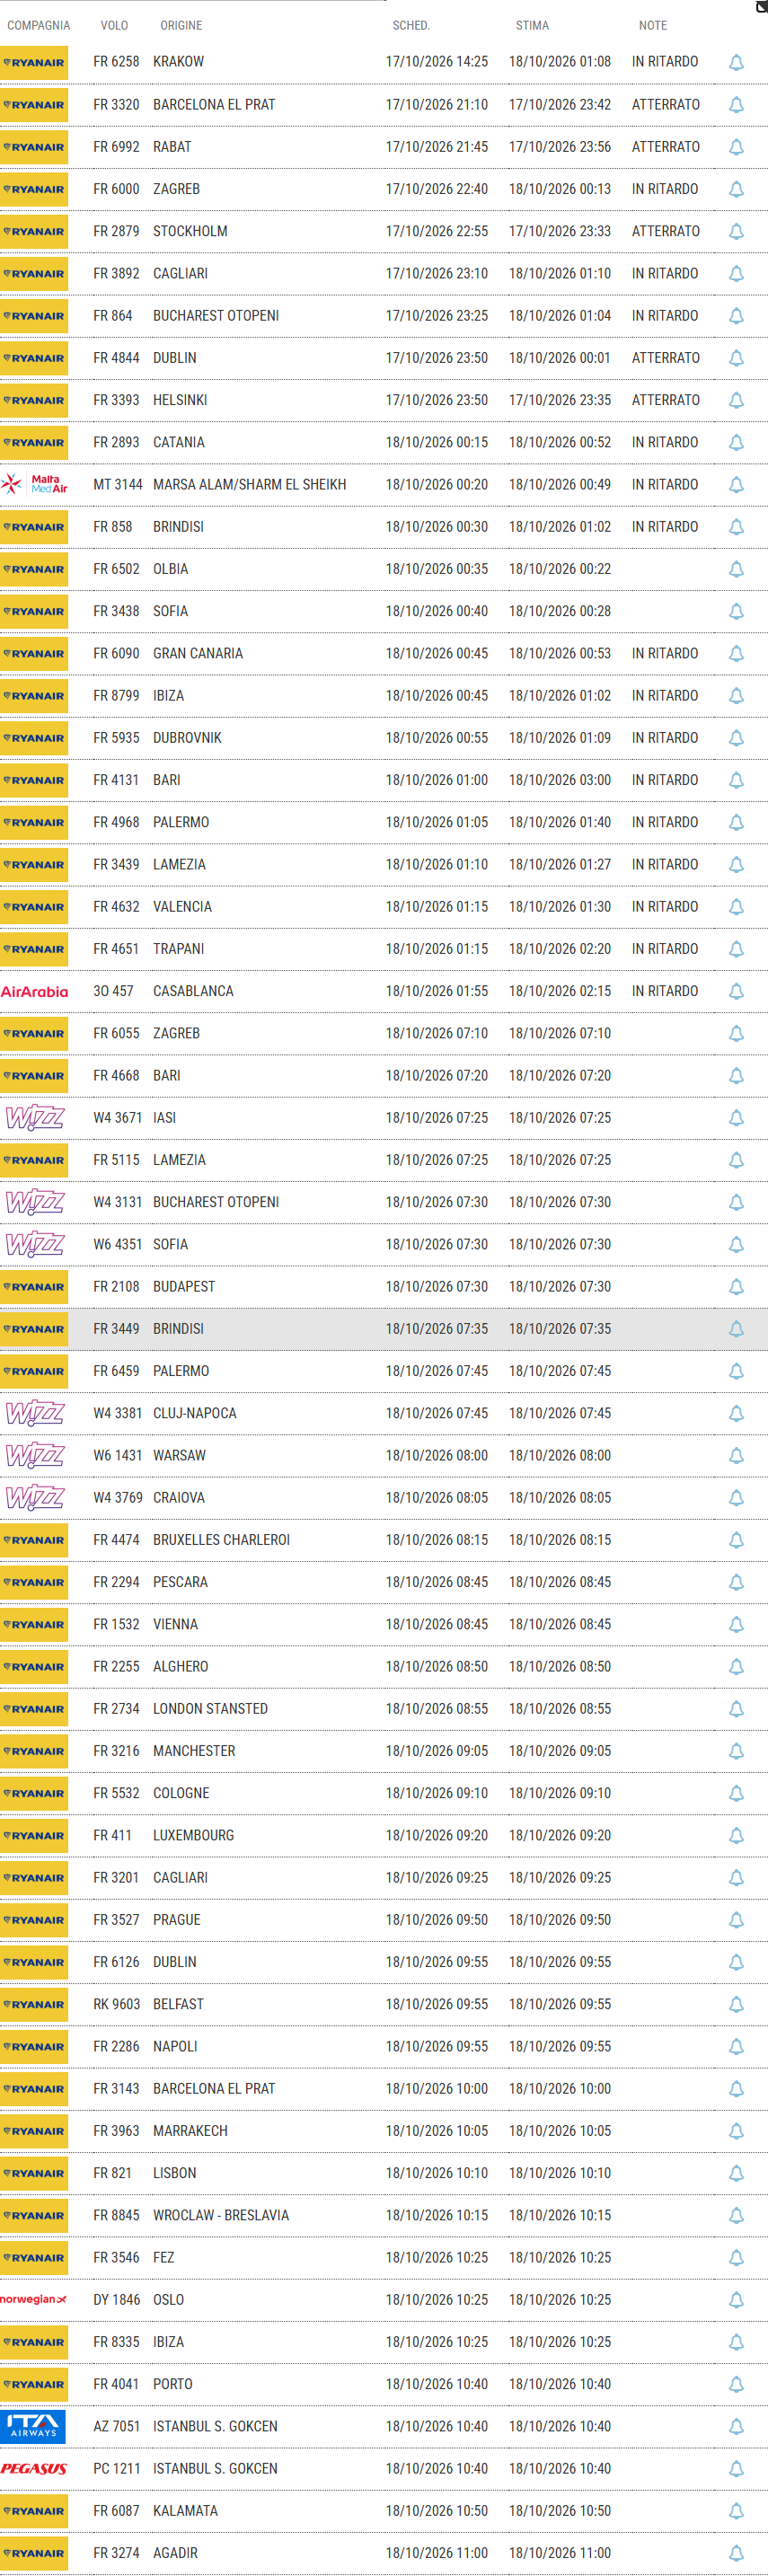 COMPAGNIA VOLO ORIGINE SCHED. STIMA NOTE
RYANAIR FR 6258 KRAKOW 17/10/2026 14:25 18/10/2026 01:08 IN RITARDO
RYANAIR FR 3320 BARCELONA EL PRAT 17/10/2026 21:10 17/10/2026 23:42 ATTERRATO
RYANAIR FR 6992 RABAT 17/10/2026 21:45 17/10/2026 23:56 ATTERRATO
RYANAIR FR 6000 ZAGREB 17/10/2026 22:40 18/10/2026 00:13 IN RITARDO
RYANAIR FR 2879 STOCKHOLM 17/10/2026 22:55 17/10/2026 23:33 ATTERRATO
RYANAIR FR 3892 CAGLIARI 17/10/2026 23:10 18/10/2026 01:10 IN RITARDO
RYANAIR FR 864 BUCHAREST OTOPENI 17/10/2026 23:25 18/10/2026 01:04 IN RITARDO
RYANAIR FR 4844 DUBLIN 17/10/2026 23:50 18/10/2026 00:01 ATTERRATO
RYANAIR FR 3393 HELSINKI 17/10/2026 23:50 17/10/2026 23:35 ATTERRATO
RYANAIR FR 2893 CATANIA 18/10/2026 00:15 18/10/2026 00:52 IN RITARDO
Malta MedAir MT 3144 MARSA ALAM/SHARM EL SHEIKH 18/10/2026 00:20 18/10/2026 00:49 IN RITARDO
RYANAIR FR 858 BRINDISI 18/10/2026 00:30 18/10/2026 01:02 IN RITARDO
RYANAIR FR 6502 OLBIA 18/10/2026 00:35 18/10/2026 00:22
RYANAIR FR 3438 SOFIA 18/10/2026 00:40 18/10/2026 00:28
RYANAIR FR 6090 GRAN CANARIA 18/10/2026 00:45 18/10/2026 00:53 IN RITARDO
RYANAIR FR 8799 IBIZA 18/10/2026 00:45 18/10/2026 01:02 IN RITARDO
RYANAIR FR 5935 DUBROVNIK 18/10/2026 00:55 18/10/2026 01:09 IN RITARDO
RYANAIR FR 4131 BARI 18/10/2026 01:00 18/10/2026 03:00 IN RITARDO
RYANAIR FR 4968 PALERMO 18/10/2026 01:05 18/10/2026 01:40 IN RITARDO
RYANAIR FR 3439 LAMEZIA 18/10/2026 01:10 18/10/2026 01:27 IN RITARDO
RYANAIR FR 4632 VALENCIA 18/10/2026 01:15 18/10/2026 01:30 IN RITARDO
RYANAIR FR 4651 TRAPANI 18/10/2026 01:15 18/10/2026 02:20 IN RITARDO
AirArabia 3O 457 CASABLANCA 18/10/2026 01:55 18/10/2026 02:15 IN RITARDO
RYANAIR FR 6055 ZAGREB 18/10/2026 07:10 18/10/2026 07:10
RYANAIR FR 4668 BARI 18/10/2026 07:20 18/10/2026 07:20
WIZZ W4 3671 IASI 18/10/2026 07:25 18/10/2026 07:25
RYANAIR FR 5115 LAMEZIA 18/10/2026 07:25 18/10/2026 07:25
WIZZ W4 3131 BUCHAREST OTOPENI 18/10/2026 07:30 18/10/2026 07:30
WIZZ W6 4351 SOFIA 18/10/2026 07:30 18/10/2026 07:30
RYANAIR FR 2108 BUDAPEST 18/10/2026 07:30 18/10/2026 07:30
RYANAIR FR 3449 BRINDISI 18/10/2026 07:35 18/10/2026 07:35
RYANAIR FR 6459 PALERMO 18/10/2026 07:45 18/10/2026 07:45
WIZZ W4 3381 CLUJ-NAPOCA 18/10/2026 07:45 18/10/2026 07:45
WIZZ W6 1431 WARSAW 18/10/2026 08:00 18/10/2026 08:00
WIZZ W4 3769 CRAIOVA 18/10/2026 08:05 18/10/2026 08:05
RYANAIR FR 4474 BRUXELLES CHARLEROI 18/10/2026 08:15 18/10/2026 08:15
RYANAIR FR 2294 PESCARA 18/10/2026 08:45 18/10/2026 08:45
RYANAIR FR 1532 VIENNA 18/10/2026 08:45 18/10/2026 08:45
RYANAIR FR 2255 ALGHERO 18/10/2026 08:50 18/10/2026 08:50
RYANAIR FR 2734 LONDON STANSTED 18/10/2026 08:55 18/10/2026 08:55
RYANAIR FR 3216 MANCHESTER 18/10/2026 09:05 18/10/2026 09:05
RYANAIR FR 5532 COLOGNE 18/10/2026 09:10 18/10/2026 09:10
RYANAIR FR 411 LUXEMBOURG 18/10/2026 09:20 18/10/2026 09:20
RYANAIR FR 3201 CAGLIARI 18/10/2026 09:25 18/10/2026 09:25
RYANAIR FR 3527 PRAGUE 18/10/2026 09:50 18/10/2026 09:50
RYANAIR FR 6126 DUBLIN 18/10/2026 09:55 18/10/2026 09:55
RYANAIR RK 9603 BELFAST 18/10/2026 09:55 18/10/2026 09:55
RYANAIR FR 2286 NAPOLI 18/10/2026 09:55 18/10/2026 09:55
RYANAIR FR 3143 BARCELONA EL PRAT 18/10/2026 10:00 18/10/2026 10:00
RYANAIR FR 3963 MARRAKECH 18/10/2026 10:05 18/10/2026 10:05
RYANAIR FR 821 LISBON 18/10/2026 10:10 18/10/2026 10:10
RYANAIR FR 8845 WROCLAW - BRESLAVIA 18/10/2026 10:15 18/10/2026 10:15
RYANAIR FR 3546 FEZ 18/10/2026 10:25 18/10/2026 10:25
norwegian DY 1846 OSLO 18/10/2026 10:25 18/10/2026 10:25
RYANAIR FR 8335 IBIZA 18/10/2026 10:25 18/10/2026 10:25
RYANAIR FR 4041 PORTO 18/10/2026 10:40 18/10/2026 10:40
ITA AIRWAYS AZ 7051 ISTANBUL S. GOKCEN 18/10/2026 10:40 18/10/2026 10:40
PEGASUS PC 1211 ISTANBUL S. GOKCEN 18/10/2026 10:40 18/10/2026 10:40
RYANAIR FR 6087 KALAMATA 18/10/2026 10:50 18/10/2026 10:50
RYANAIR FR 3274 AGADIR 18/10/2026 11:00 18/10/2026 11:00